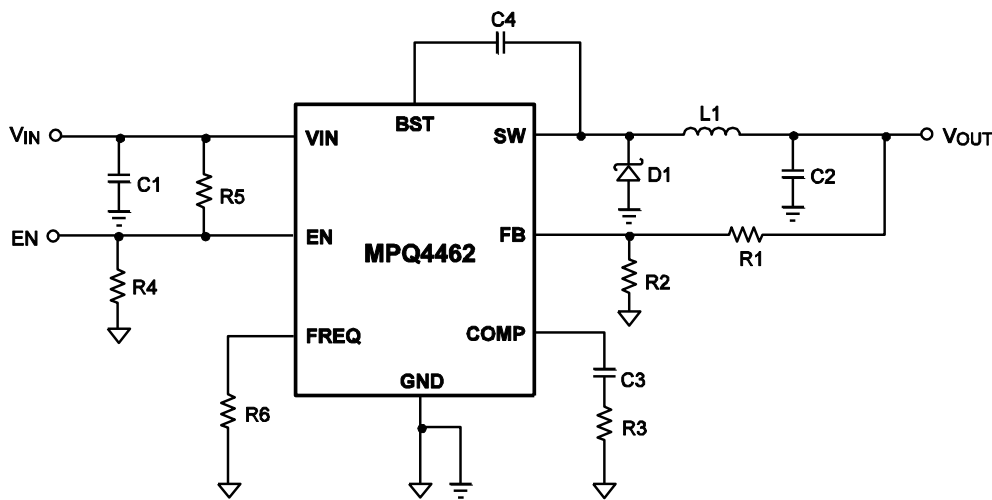 C4
VIN
VIN
BST
SW
L1
VOUT
C1
R5
D1
C2
EN
EN
MPQ4462
FB
R1
R4
R2
FREQ
COMP
GND
C3
R6
R3